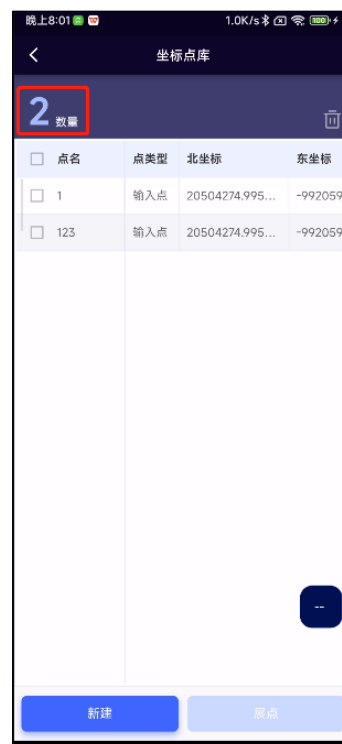 晚上8:01 1.0K/s 100
坐标点库
2 数量
点名 点类型 北坐标 东坐标
1 输入点 20504274.995... -992059
123 输入点 20504274.995... -992059
--
新建 展点